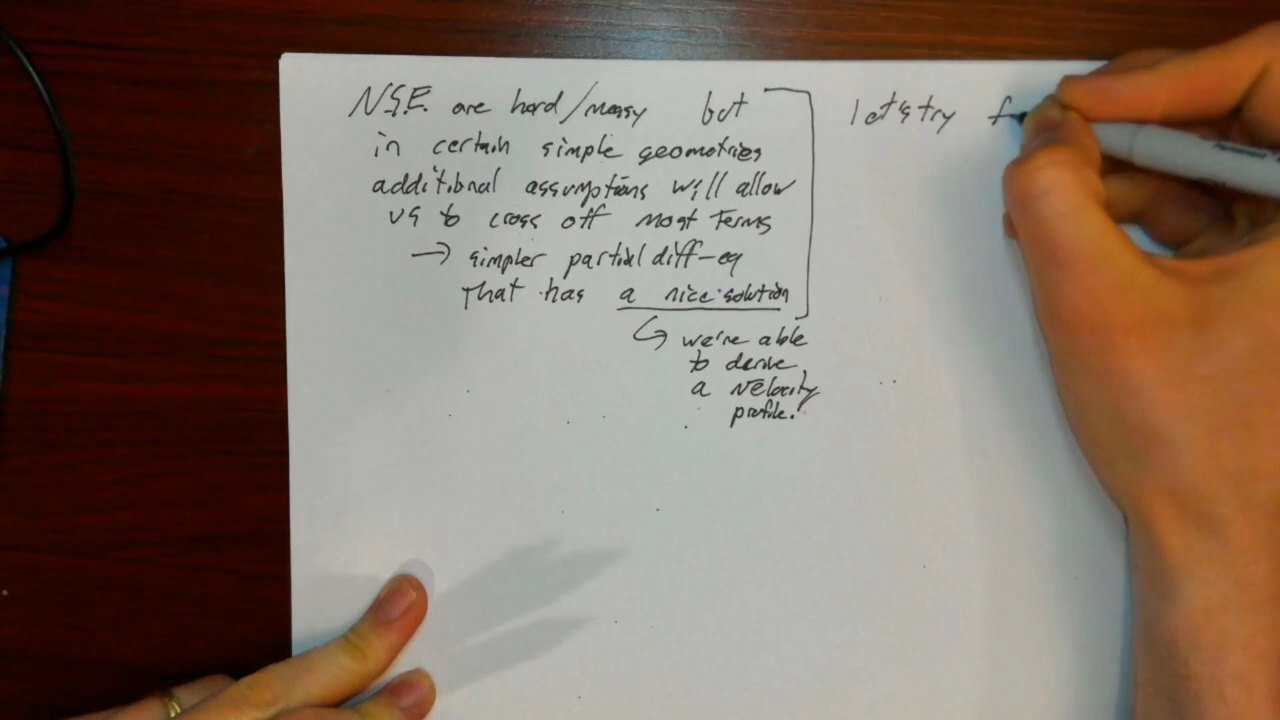 N.S.E. are hard/messy but
in certain simple geometries
additional assumptions will allow
us to cross off most Terms
→ simpler partial diff-eq
That has a nice solution
↳ we're able
to derive
a velocity
profile!
let's try f